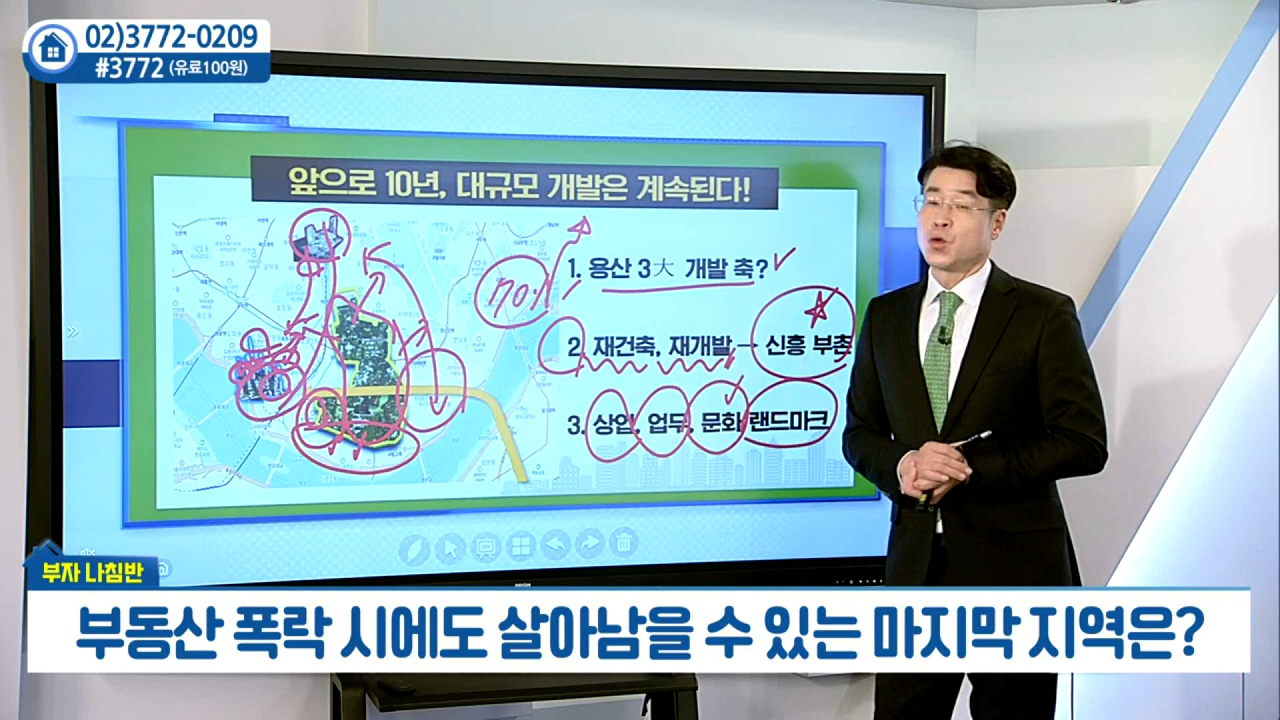 02)3772-0209
#3772 (유료100원)
앞으로 10년, 대규모 개발은 계속된다!
170%
1. 용산 3大 개발 축?
2. 재건축, 재개발 → 신흥 부촌
3. 상업, 업무, 문화 랜드마크
부자 나침반
부동산 폭락 시에도 살아남을 수 있는 마지막 지역은?